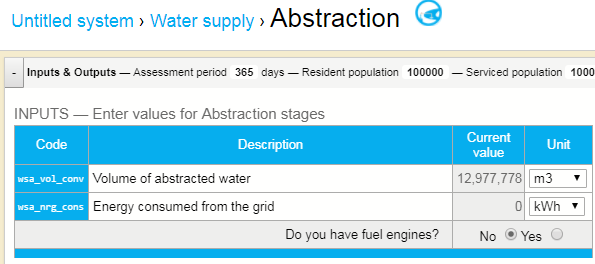 Untitled system › Water supply › Abstraction
- Inputs & Outputs — Assessment period 365 days — Resident population 100000 — Serviced population 1000
INPUTS — Enter values for Abstraction stages
Code Description Current value Unit
wsa_vol_conv Volume of abstracted water 12,977,778 m3
wsa_nrg_cons Energy consumed from the grid 0 kWh
Do you have fuel engines? No Yes